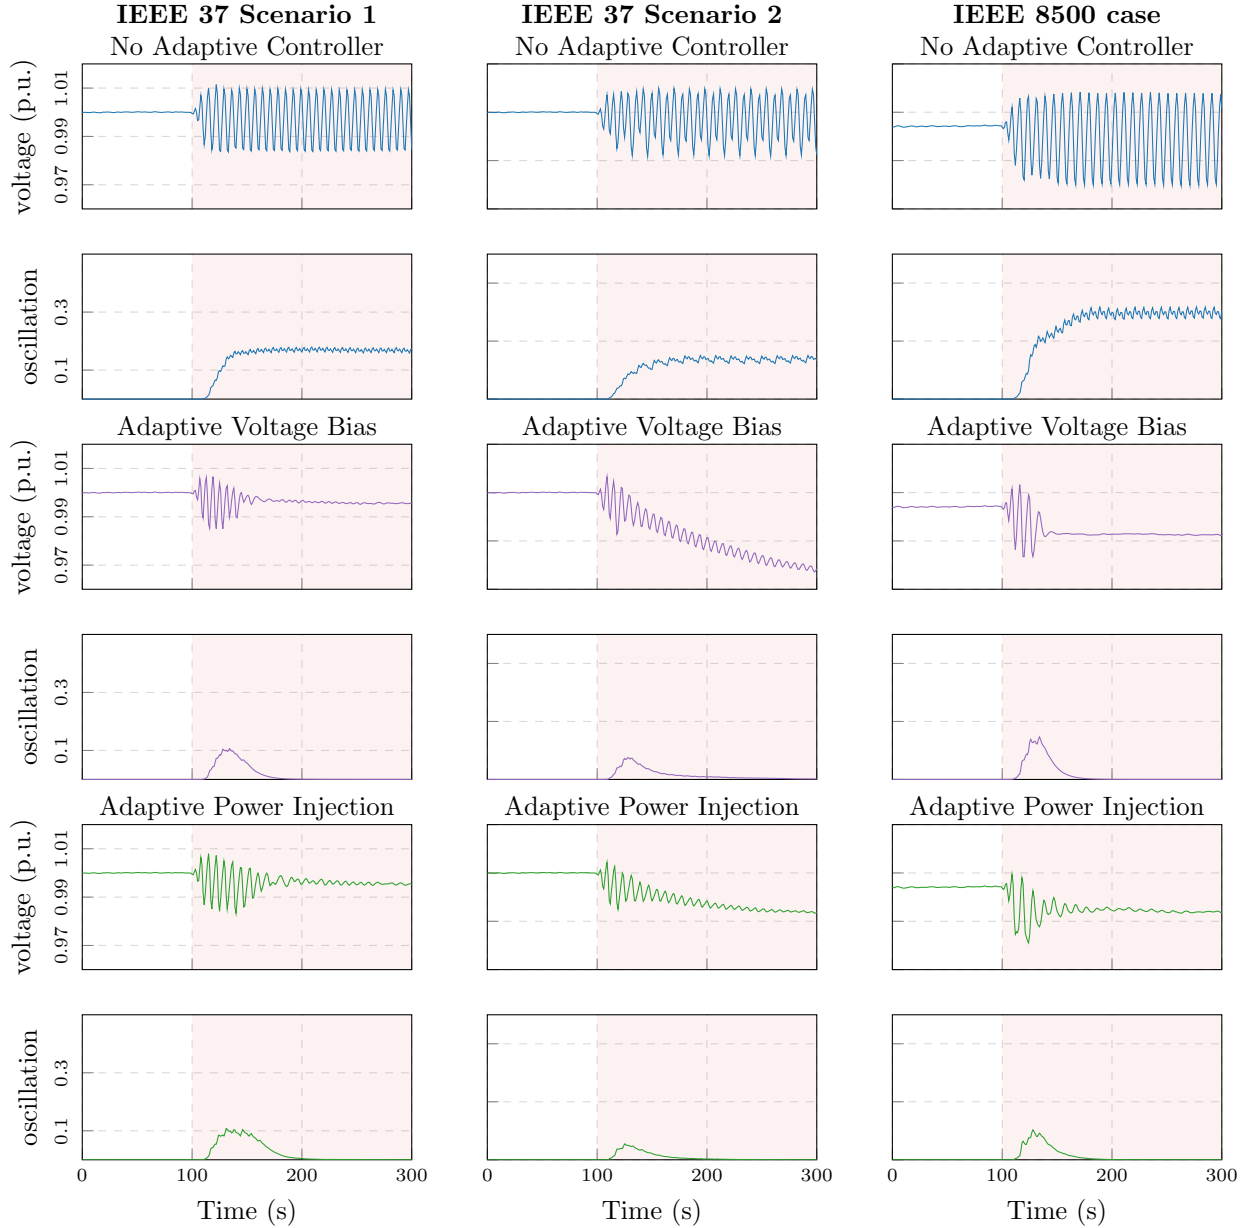 IEEE 37 Scenario 1
IEEE 37 Scenario 2
IEEE 8500 case
No Adaptive Controller
No Adaptive Controller
No Adaptive Controller
voltage (p.u.)
1.01
0.99
0.97
oscillation
0.3
0.1
Adaptive Voltage Bias
Adaptive Voltage Bias
Adaptive Voltage Bias
voltage (p.u.)
1.01
0.99
0.97
oscillation
0.3
0.1
Adaptive Power Injection
Adaptive Power Injection
Adaptive Power Injection
voltage (p.u.)
1.01
0.99
0.97
oscillation
0.3
0.1
0 100 200 300
0 100 200 300
0 100 200 300
Time (s)
Time (s)
Time (s)